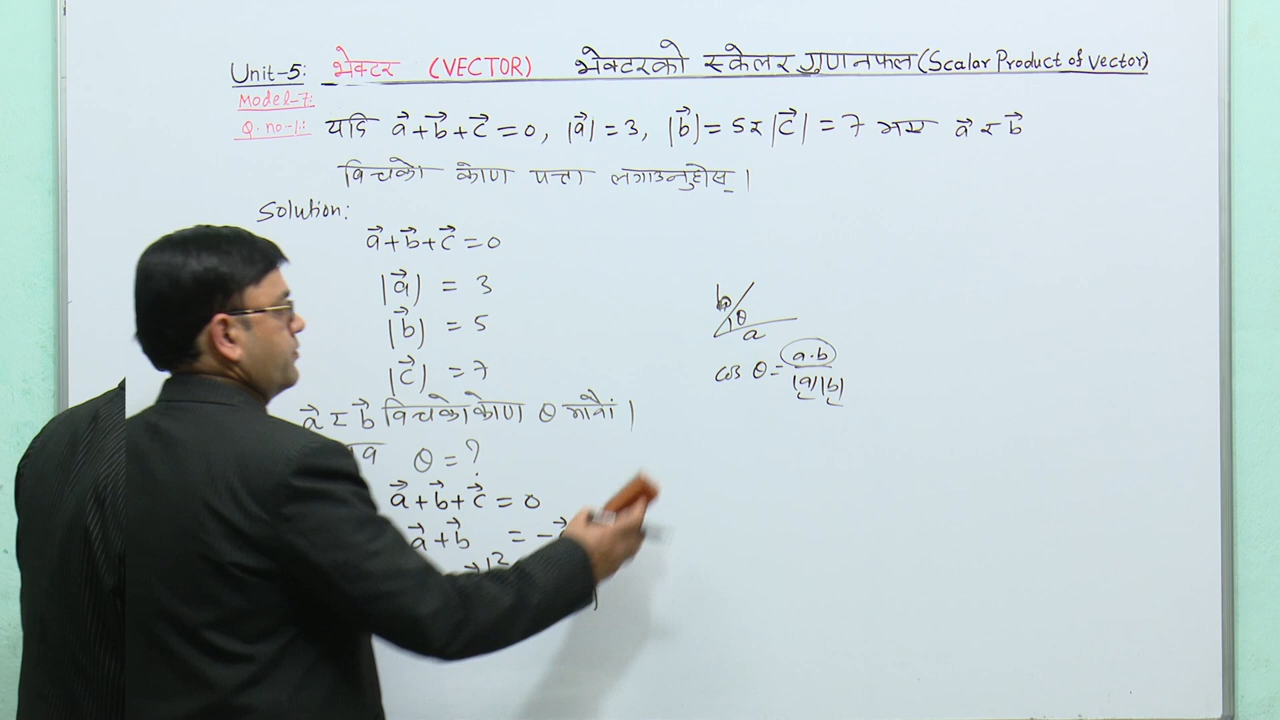 Unit-5: भेक्टर (VECTOR) भेक्टरको स्केलर गुणनफल (Scalar Product of Vector)
Model-7:
Q.no-1: यदि a⃗+b⃗+c⃗=0, |a⃗|=3, |b⃗|=5 र |c⃗|=7 भए a⃗ र b⃗
विचको कोण पत्ता लगाउनुहोस् ।
Solution:
a⃗+b⃗+c⃗=0
|a⃗| = 3
|b⃗| = 5
|c⃗| = 7
a⃗ र b⃗ विचको कोण θ मानौं ।
θ = ?
a⃗+b⃗+c⃗ = 0
a⃗+b⃗ = -
b θ a
cos θ = a.b / |a||b|